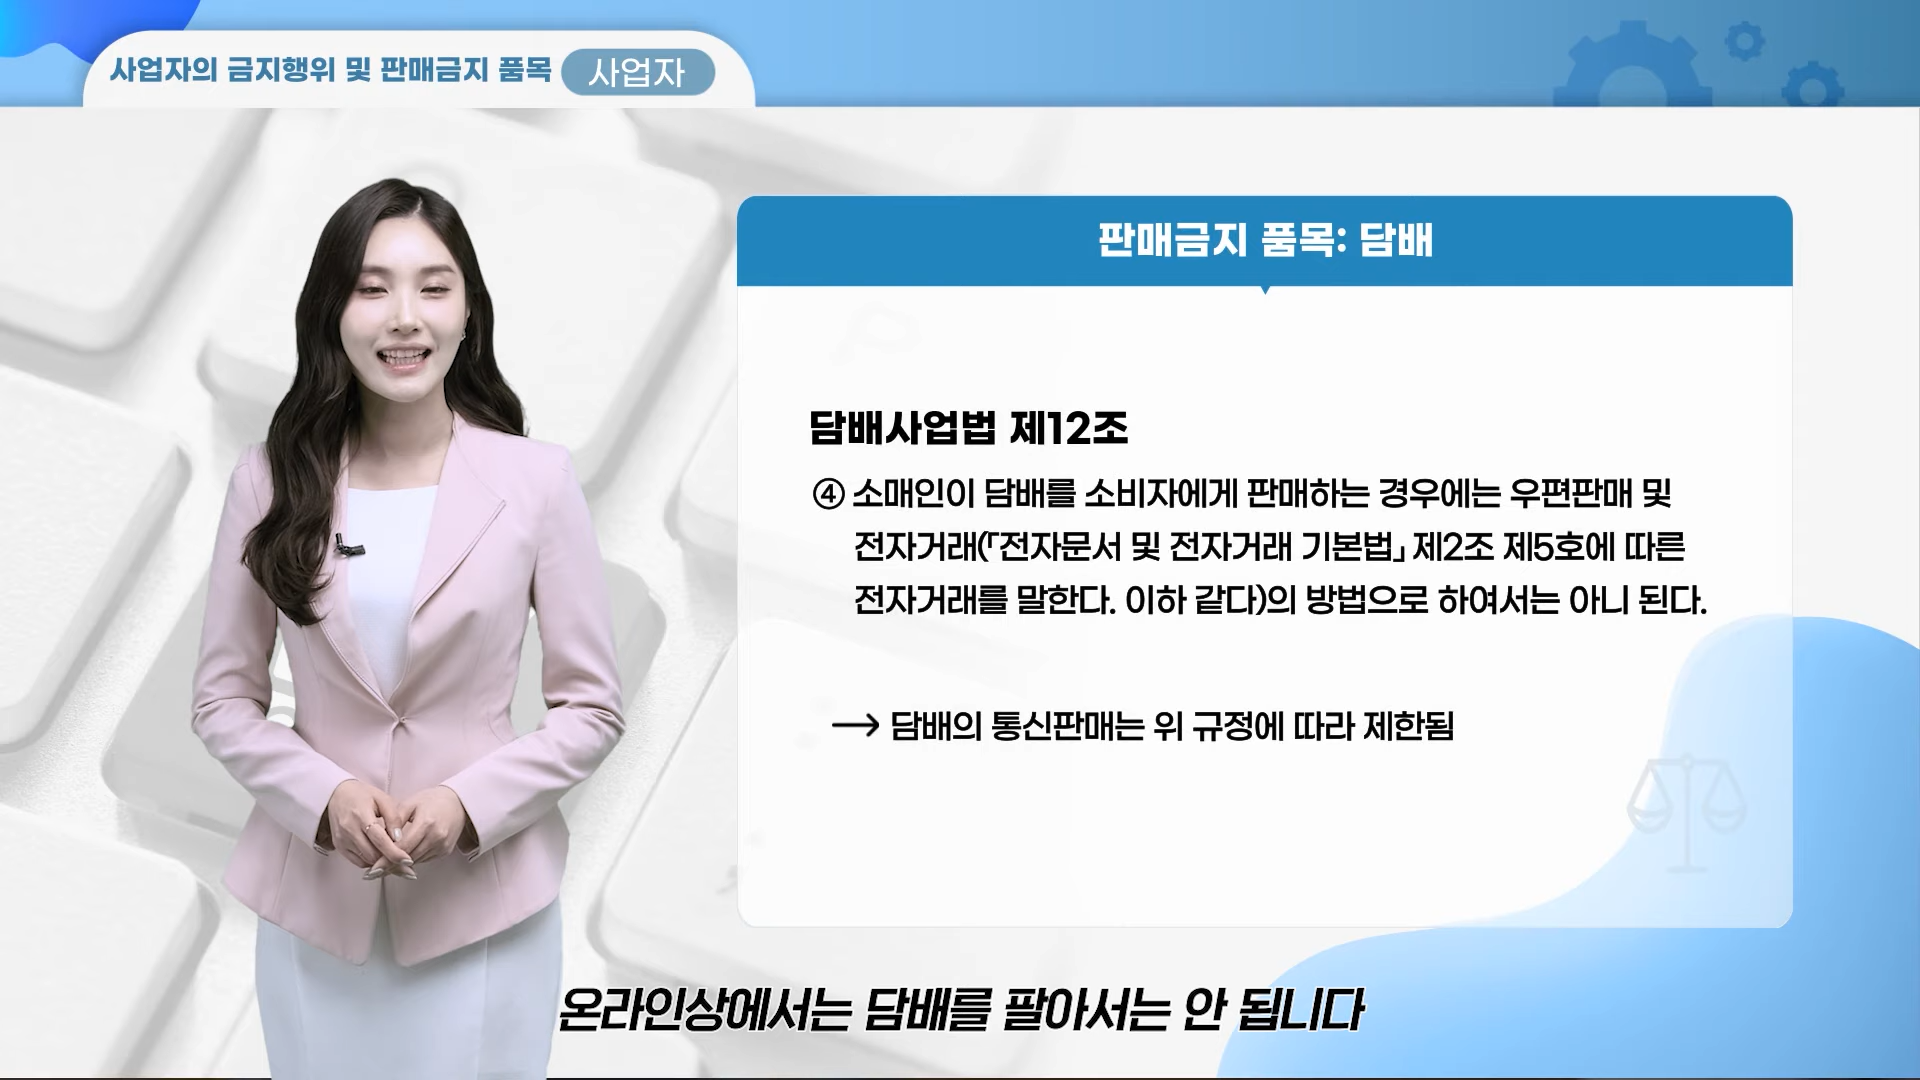 사업자의 금지행위 및 판매금지 품목 사업자
판매금지 품목: 담배
담배사업법 제12조
④ 소매인이 담배를 소비자에게 판매하는 경우에는 우편판매 및
전자거래(「전자문서 및 전자거래 기본법」 제2조 제5호에 따른
전자거래를 말한다. 이하 같다)의 방법으로 하여서는 아니 된다.
→ 담배의 통신판매는 위 규정에 따라 제한됨
온라인상에서는 담배를 팔아서는 안 됩니다